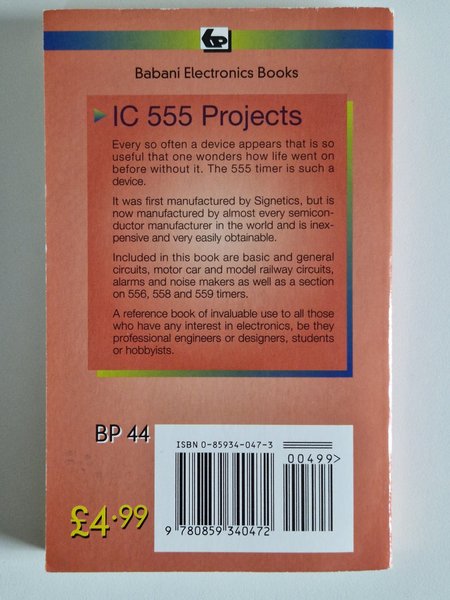 bp
Babani Electronics Books
IC 555 Projects
Every so often a device appears that is so
useful that one wonders how life went on
before without it. The 555 timer is such a
device.
It was first manufactured by Signetics, but is
now manufactured by almost every semicon-
ductor manufacturer in the world and is inex-
pensive and very easily obtainable.
Included in this book are basic and general
circuits, motor car and model railway circuits,
alarms and noise makers as well as a section
on 556, 558 and 559 timers.
A reference book of invaluable use to all those
who have any interest in electronics, be they
professional engineers or designers, students
or hobbyists.
BP 44
ISBN 0-85934-047-3
00499>
9 780859 340472
£4.99